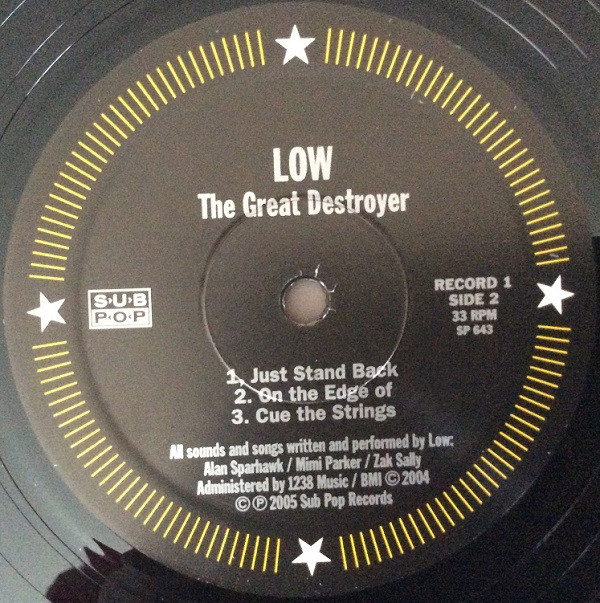 LOW
The Great Destroyer
S·U·B
P·O·P
RECORD 1
SIDE 2
33 RPM
SP 643
1. Just Stand Back
2. On the Edge of
3. Cue the Strings
All sounds and songs written and performed by Low:
Alan Sparhawk / Mimi Parker / Zak Sally
Administered by 1238 Music / BMI © 2004
© ℗ 2005 Sub Pop Records